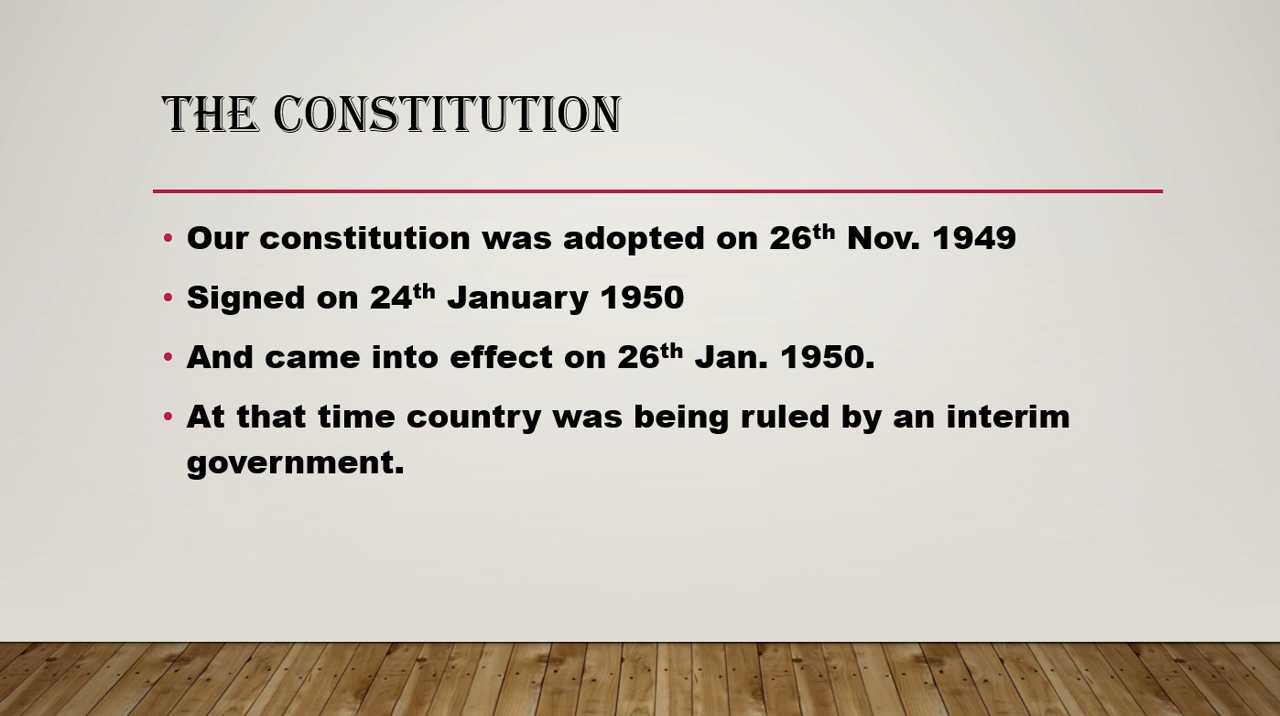 THE CONSTITUTION
• Our constitution was adopted on 26th Nov. 1949
• Signed on 24th January 1950
• And came into effect on 26th Jan. 1950.
• At that time country was being ruled by an interim
government.